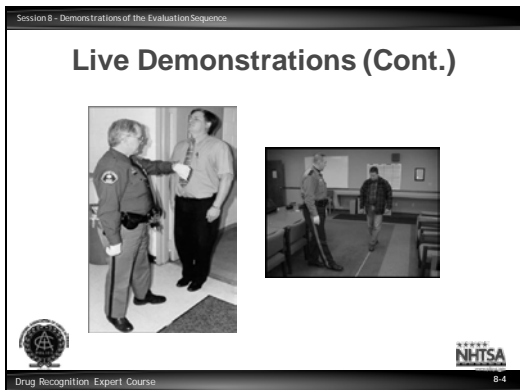 Session 8 - Demonstrations of the Evaluation Sequence
Live Demonstrations (Cont.)
NHTSA
Drug Recognition Expert Course
8-4